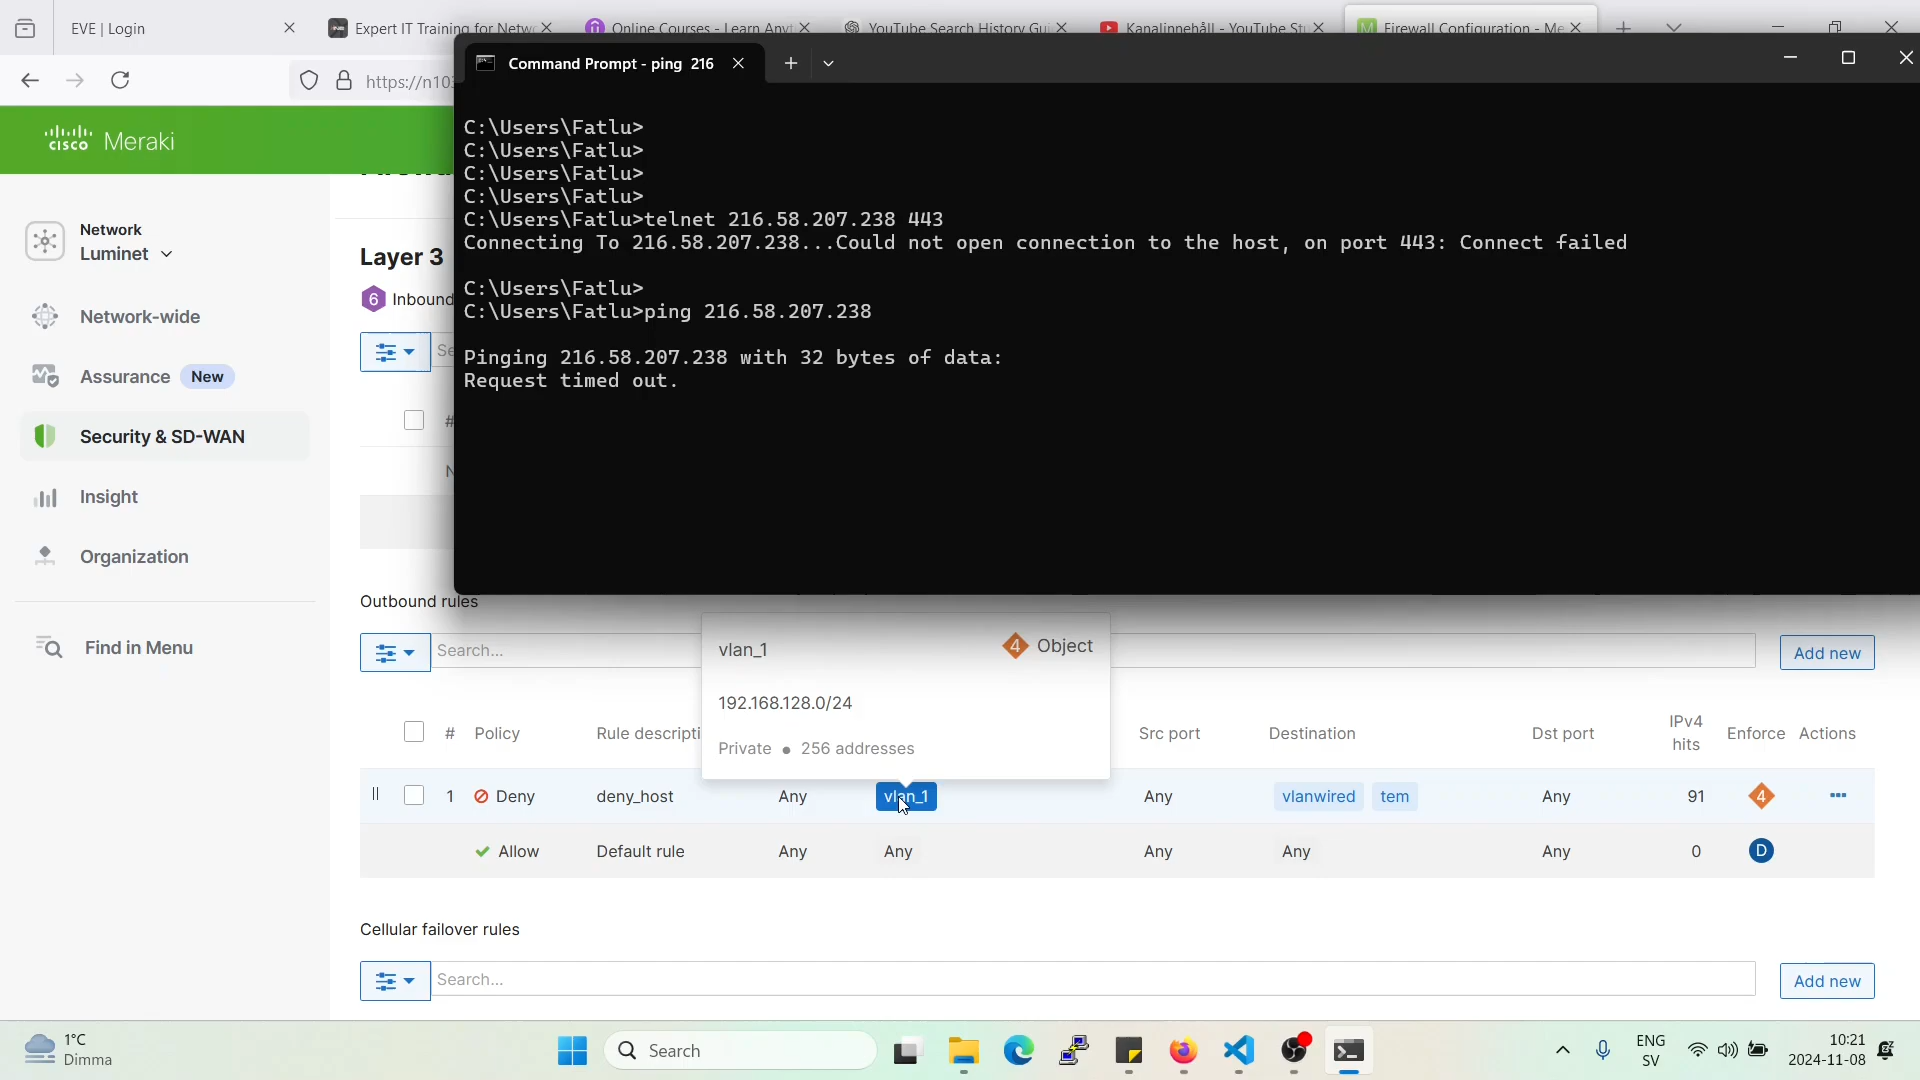 EVE | Login
Expert IT Training for Netwo
Online Courses - Learn Anyt
YouTube Search History Gui
Kanalinnehåll - YouTube Stu
Firewall Configuration - Me
https://n103
Command Prompt - ping 216
C:\Users\Fatlu>
C:\Users\Fatlu>
C:\Users\Fatlu>
C:\Users\Fatlu>
C:\Users\Fatlu>telnet 216.58.207.238 443
Connecting To 216.58.207.238...Could not open connection to the host, on port 443: Connect failed
C:\Users\Fatlu>
C:\Users\Fatlu>ping 216.58.207.238
Pinging 216.58.207.238 with 32 bytes of data:
Request timed out.
cisco Meraki
Network
Luminet
Network-wide
Assurance New
Security & SD-WAN
Insight
Organization
Find in Menu
Layer 3
6 Inbound
Se
#
N
Outbound rules
Search...
Add new
vlan_1
4 Object
192.168.128.0/24
Private • 256 addresses
# Policy Rule descripti Src port Destination Dst port IPv4 hits Enforce Actions
1 Deny deny_host Any vlan_1 Any vlanwired tem Any 91 4
Allow Default rule Any Any Any Any Any 0 D
Cellular failover rules
Search...
Add new
1°C
Dimma
Search
ENG
SV
10:21
2024-11-08